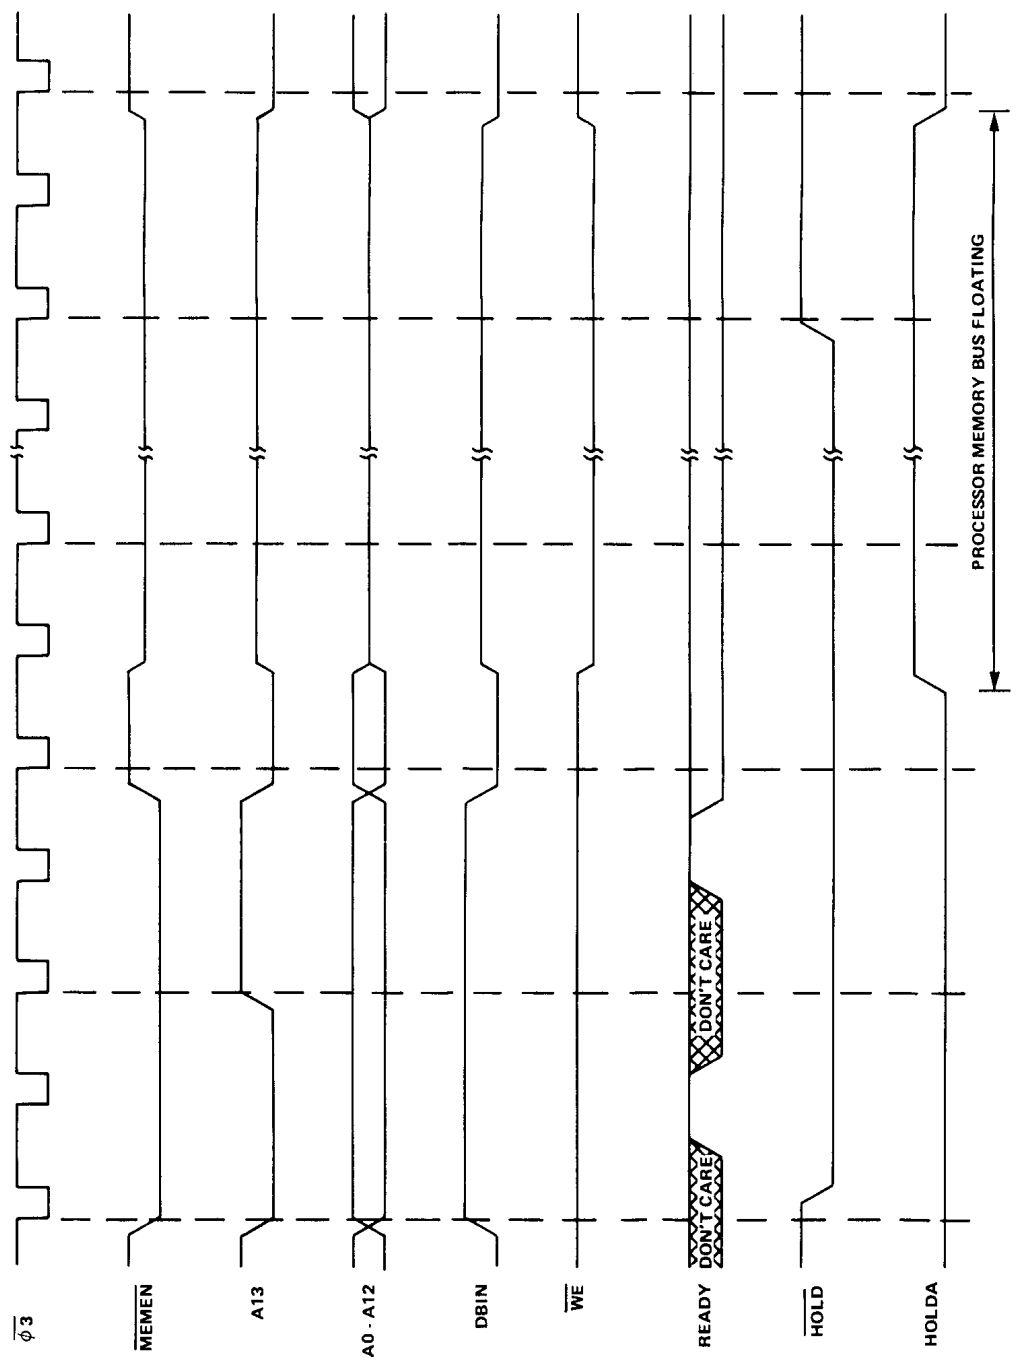 φ3
MEMEN
A13
A0 - A12
DBIN
WE
READY
DON'T CARE
DON'T CARE
HOLD
HOLDA
PROCESSOR MEMORY BUS FLOATING